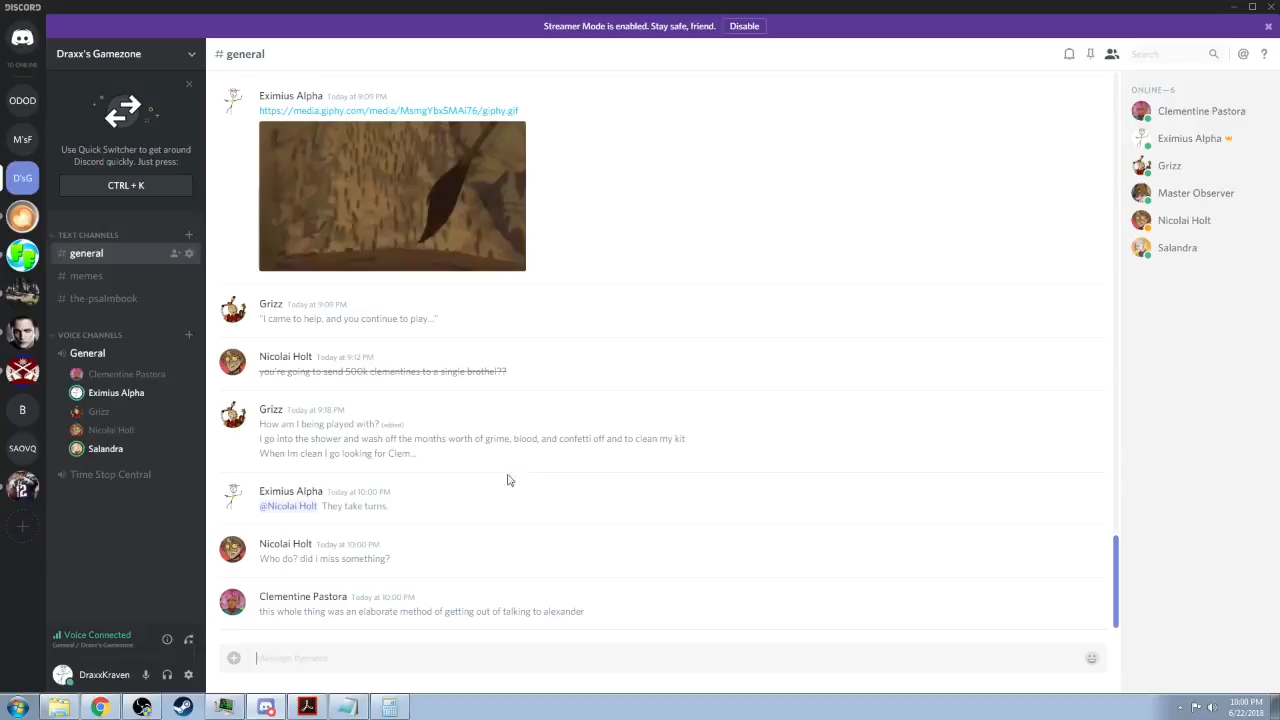 DISCORD
Streamer Mode is enabled. Stay safe, friend.
Disable
Draxx's Gamezone
# general
Search
10 ONLINE
DODD
M'sF
D'sG
B
SAOVQ
Use Quick Switcher to get around
Discord quickly. Just press:
CTRL + K
TEXT CHANNELS
# general
# memes
# the-psalmbook
VOICE CHANNELS
General
Clementine Pastora
Eximius Alpha
Grizz
Nicolai Holt
Salandra
Time Stop Central
Voice Connected
General / Draxx's Gamezone
DraxxKraven
Eximius Alpha Today at 9:09 PM
https://media.giphy.com/media/MsmgYbx5MAi76/giphy.gif
Grizz Today at 9:09 PM
"I came to help, and you continue to play..."
Nicolai Holt Today at 9:12 PM
you're going to send 500k clementines to a single brothel??
Grizz Today at 9:18 PM
How am I being played with? (edited)
I go into the shower and wash off the months worth of grime, blood, and confetti off and to clean my kit
When Im clean I go looking for Clem...
Eximius Alpha Today at 10:00 PM
@Nicolai Holt They take turns.
Nicolai Holt Today at 10:00 PM
Who do? did i miss something?
Clementine Pastora Today at 10:00 PM
this whole thing was an elaborate method of getting out of talking to alexander
Message #general
ONLINE—6
Clementine Pastora
Eximius Alpha
Grizz
Master Observer
Nicolai Holt
Salandra
10:00 PM
6/22/2018